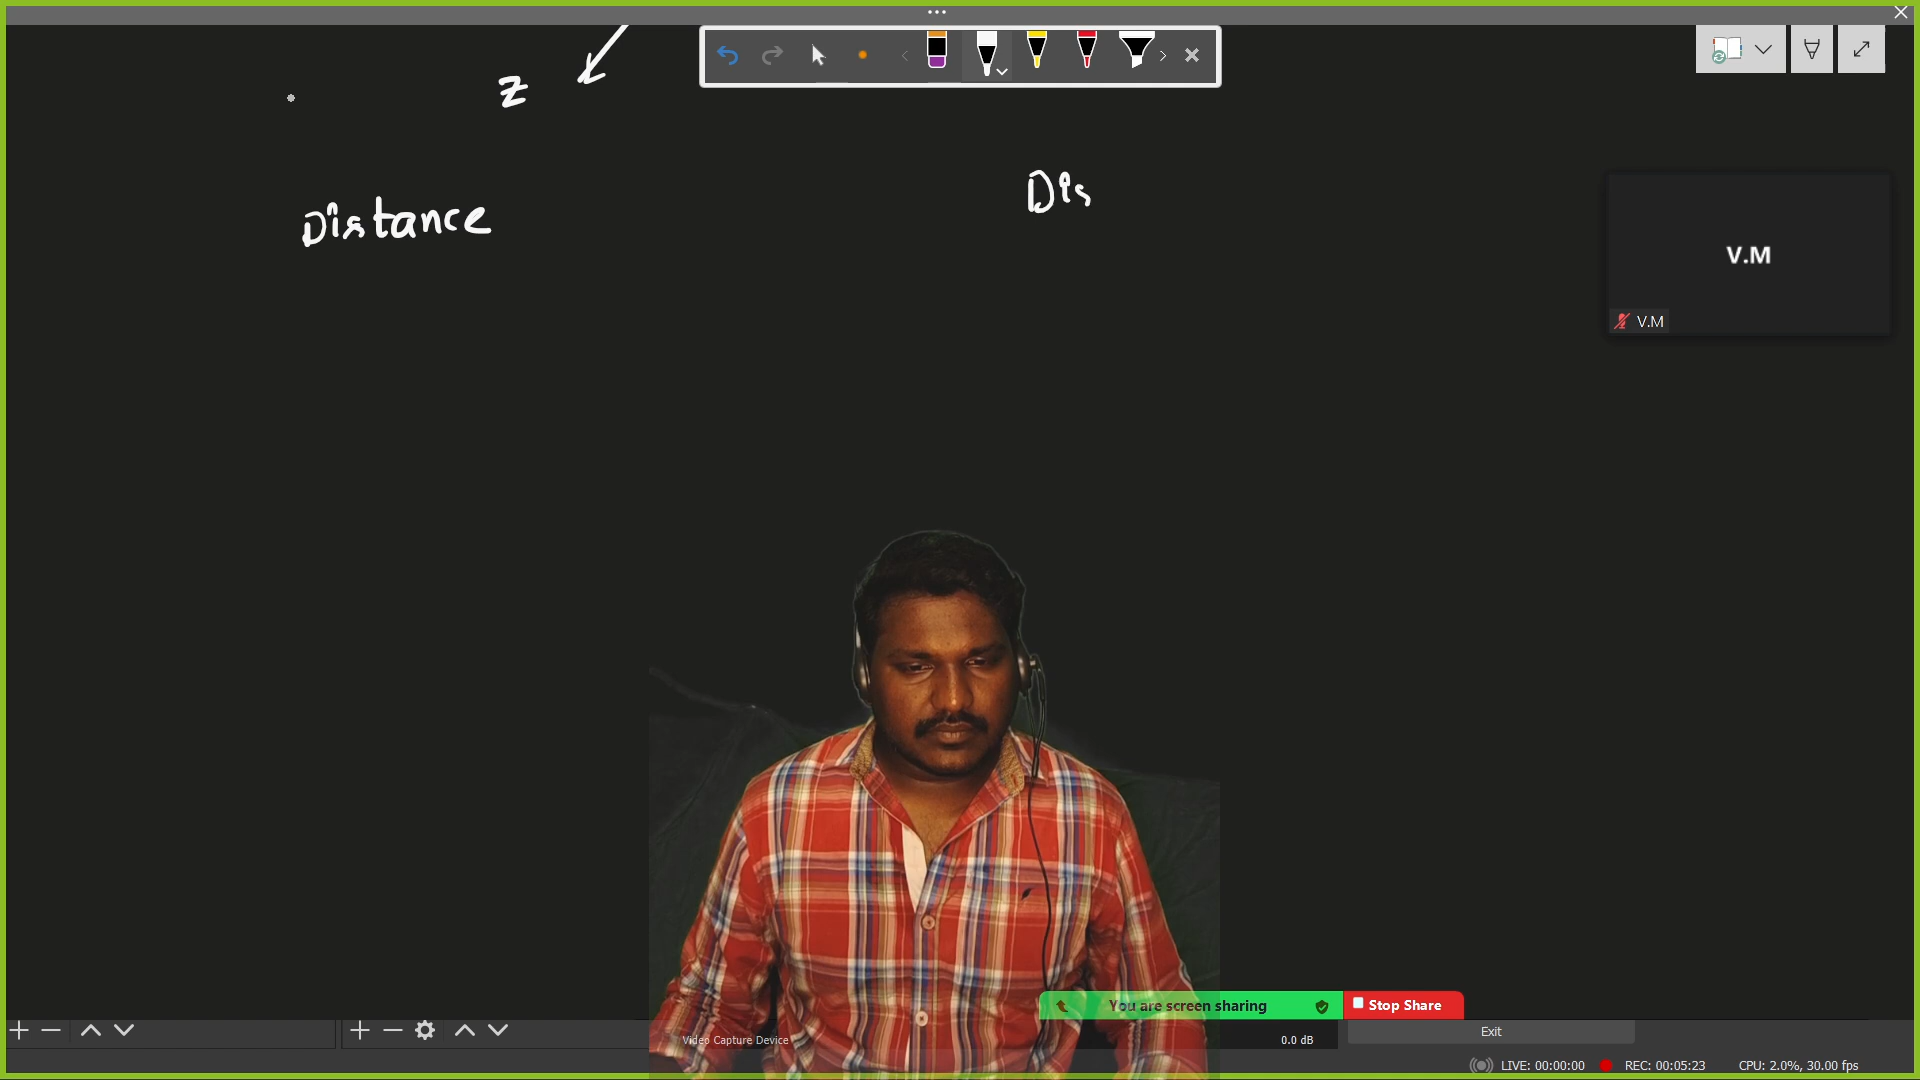 z
Dis
Distance
V.M
V.M
You are screen sharing
Stop Share
Exit
Video Capture Device
0.0 dB
LIVE: 00:00:00
REC: 00:05:23
CPU: 2.0%, 30.00 fps